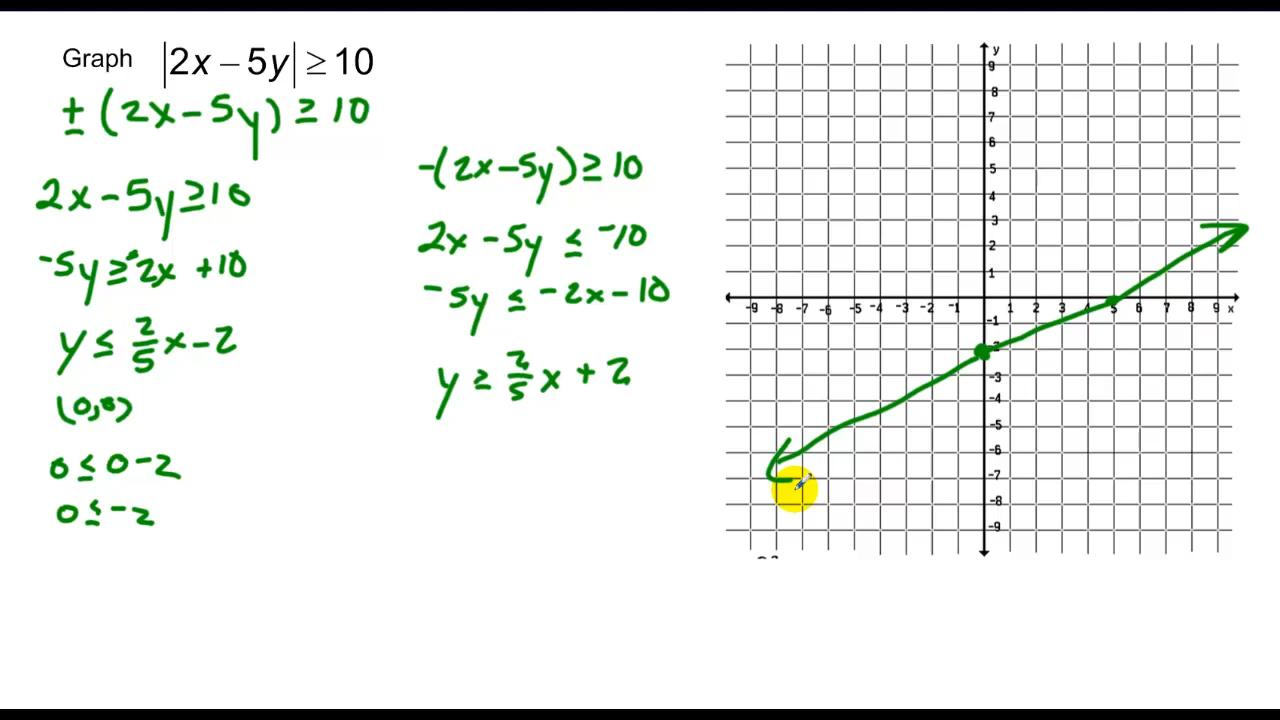 Graph |2x − 5y| ≥ 10
± (2x − 5y) ≥ 10
2x − 5y ≥ 10
-5y ≥ -2x + 10
y ≤ 2/5 x − 2
(0,0)
0 ≤ 0 − 2
0 ≤ -2
-(2x − 5y) ≥ 10
2x − 5y ≤ -10
-5y ≤ -2x − 10
y ≥ 2/5 x + 2
y
9
8
7
6
5
4
3
2
1
-9 -8 -7 -6 -5 -4 -3 -2 -1 1 2 3 4 5 6 7 8 9 x
-1
-2
-3
-4
-5
-6
-7
-8
-9